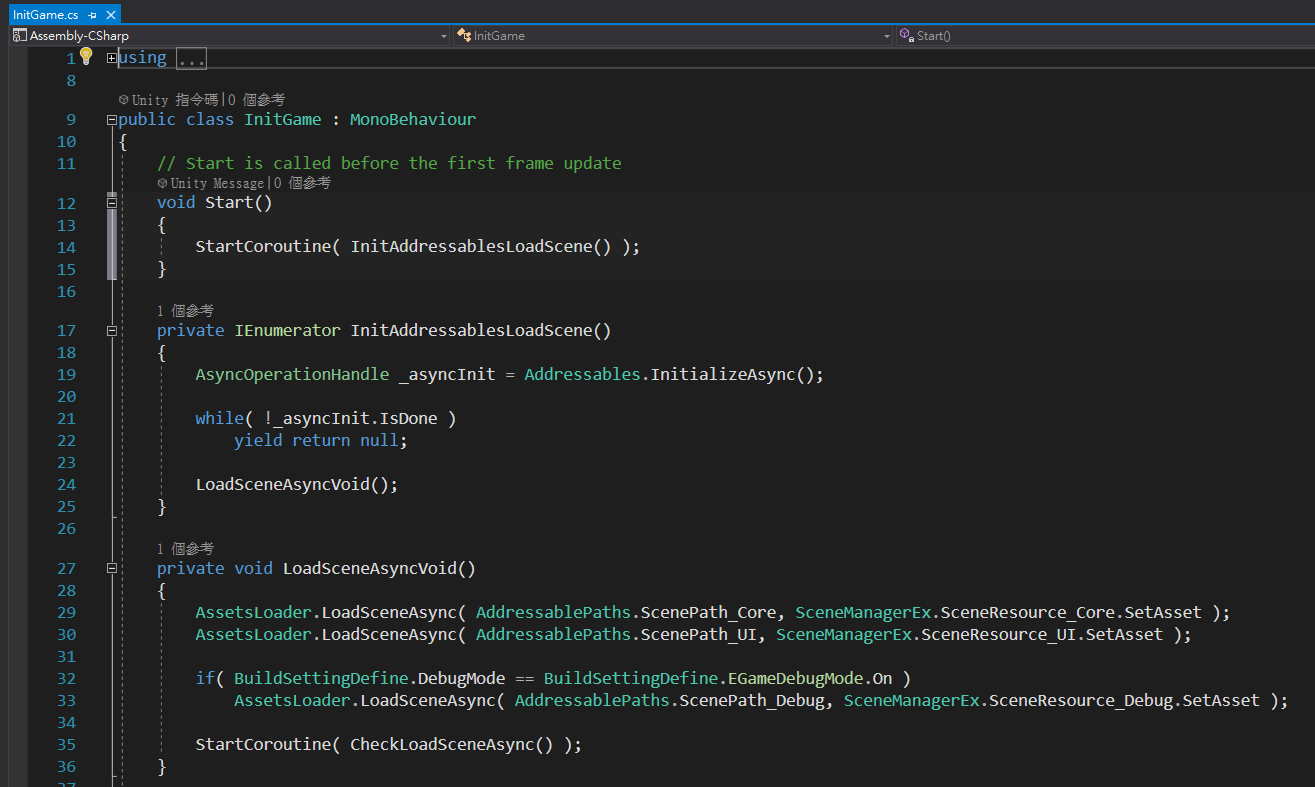 InitGame.cs
Assembly-CSharp InitGame Start()
1 using ...
8
Unity 指令碼|0 個參考
9 public class InitGame : MonoBehaviour
10 {
11 // Start is called before the first frame update
Unity Message|0 個參考
12 void Start()
13 {
14 StartCoroutine( InitAddressablesLoadScene() );
15 }
16
1 個參考
17 private IEnumerator InitAddressablesLoadScene()
18 {
19 AsyncOperationHandle _asyncInit = Addressables.InitializeAsync();
20
21 while( !_asyncInit.IsDone )
22 yield return null;
23
24 LoadSceneAsyncVoid();
25 }
26
1 個參考
27 private void LoadSceneAsyncVoid()
28 {
29 AssetsLoader.LoadSceneAsync( AddressablePaths.ScenePath_Core, SceneManagerEx.SceneResource_Core.SetAsset );
30 AssetsLoader.LoadSceneAsync( AddressablePaths.ScenePath_UI, SceneManagerEx.SceneResource_UI.SetAsset );
31
32 if( BuildSettingDefine.DebugMode == BuildSettingDefine.EGameDebugMode.On )
33 AssetsLoader.LoadSceneAsync( AddressablePaths.ScenePath_Debug, SceneManagerEx.SceneResource_Debug.SetAsset );
34
35 StartCoroutine( CheckLoadSceneAsync() );
36 }
37